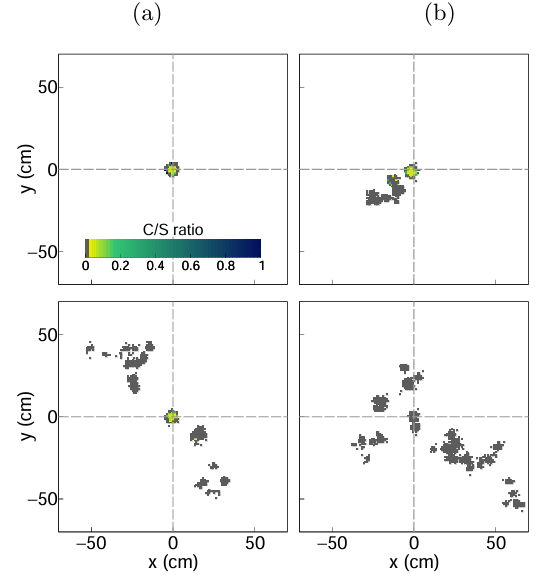 (a) (b)
50
0
−50
y (cm)
C/S ratio
0 0.2 0.4 0.6 0.8 1
50
0
−50
y (cm)
−50 0 50 −50 0 50
x (cm) x (cm)